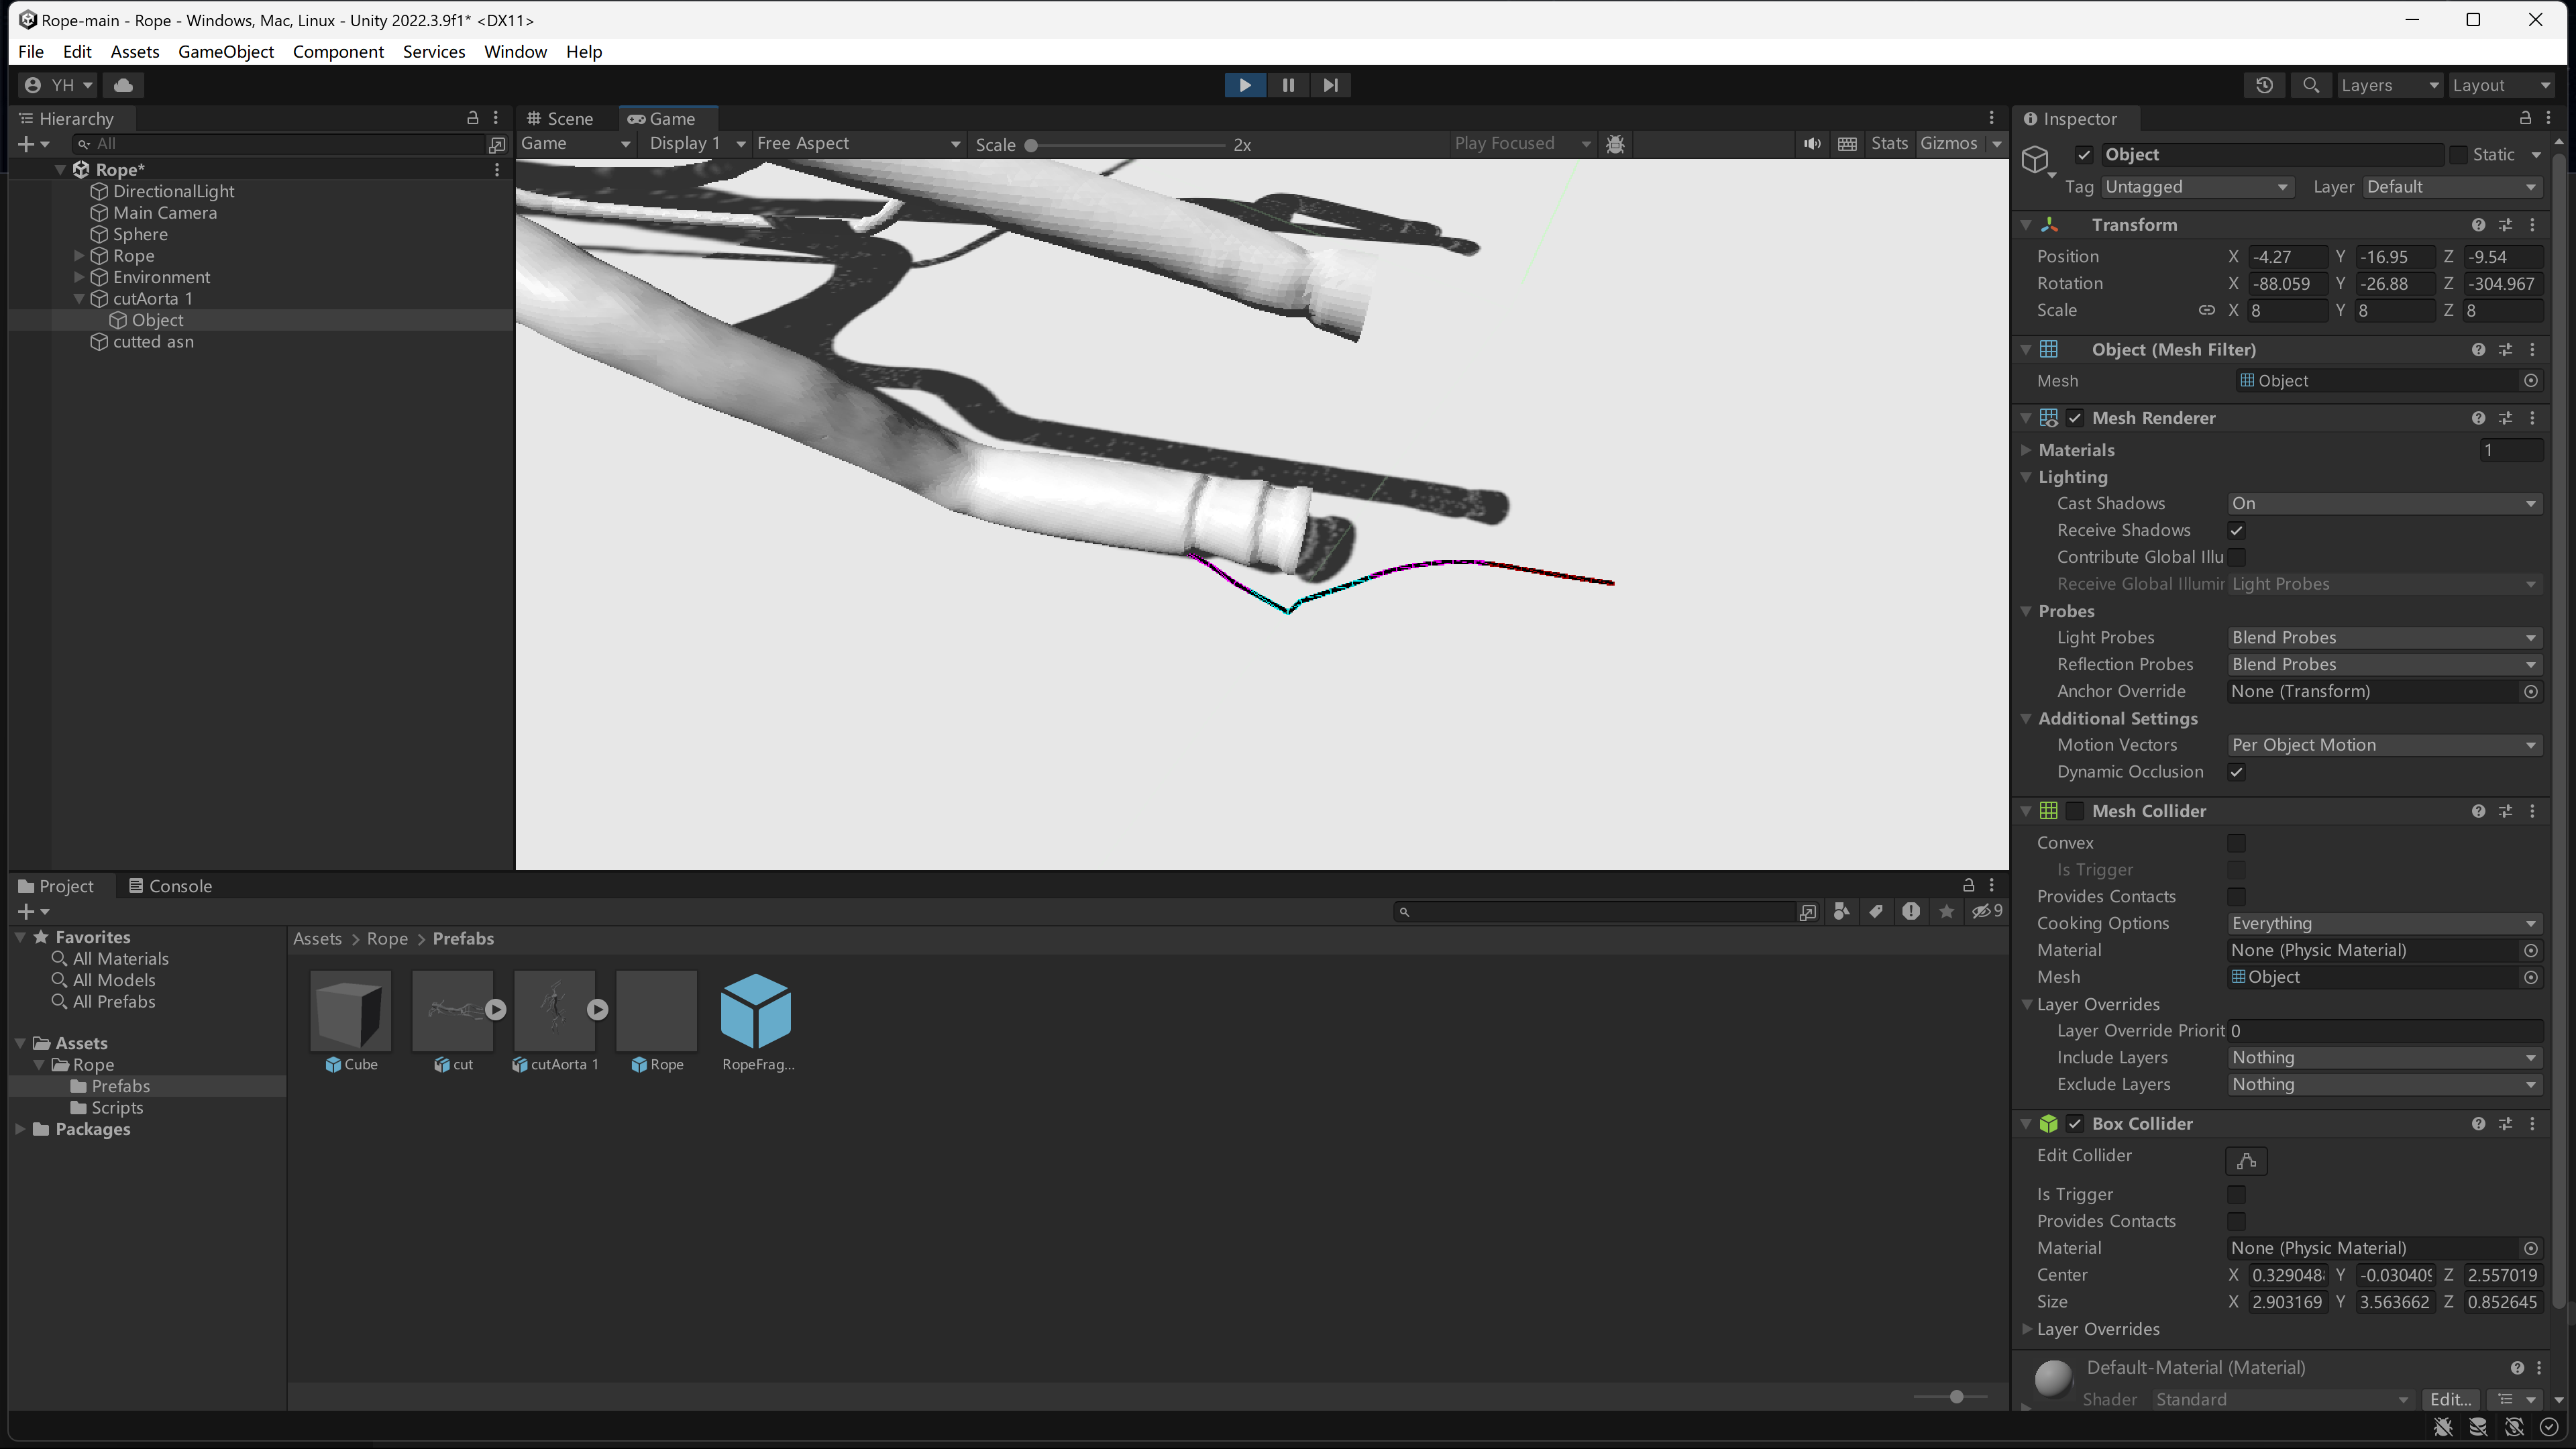 Rope-main - Rope - Windows, Mac, Linux - Unity 2022.3.9f1* <DX11>
File Edit Assets GameObject Component Services Window Help
YH Layers Layout
Hierarchy
All
Rope*
DirectionalLight
Main Camera
Sphere
Rope
Environment
cutAorta 1
Object
cutted asn
Scene Game
Game Display 1 Free Aspect Scale 2x Play Focused Stats Gizmos
Inspector
Object Static
Tag Untagged Layer Default
Transform
Position X -4.27 Y -16.95 Z -9.54
Rotation X -88.059 Y -26.88 Z -304.967
Scale X 8 Y 8 Z 8
Object (Mesh Filter)
Mesh Object
Mesh Renderer
Materials 1
Lighting
Cast Shadows On
Receive Shadows
Contribute Global Illu
Receive Global Illumir Light Probes
Probes
Light Probes Blend Probes
Reflection Probes Blend Probes
Anchor Override None (Transform)
Additional Settings
Motion Vectors Per Object Motion
Dynamic Occlusion
Mesh Collider
Convex
Is Trigger
Provides Contacts
Cooking Options Everything
Material None (Physic Material)
Mesh Object
Layer Overrides
Layer Override Priorit 0
Include Layers Nothing
Exclude Layers Nothing
Box Collider
Edit Collider
Is Trigger
Provides Contacts
Material None (Physic Material)
Center X 0.329048 Y -0.030409 Z 2.557019
Size X 2.903169 Y 3.563662 Z 0.852645
Layer Overrides
Default-Material (Material)
Shader Standard Edit...
Project Console
9
Favorites
All Materials
All Models
All Prefabs
Assets
Rope
Prefabs
Scripts
Packages
Assets > Rope > Prefabs
Cube cut cutAorta 1 Rope RopeFrag...